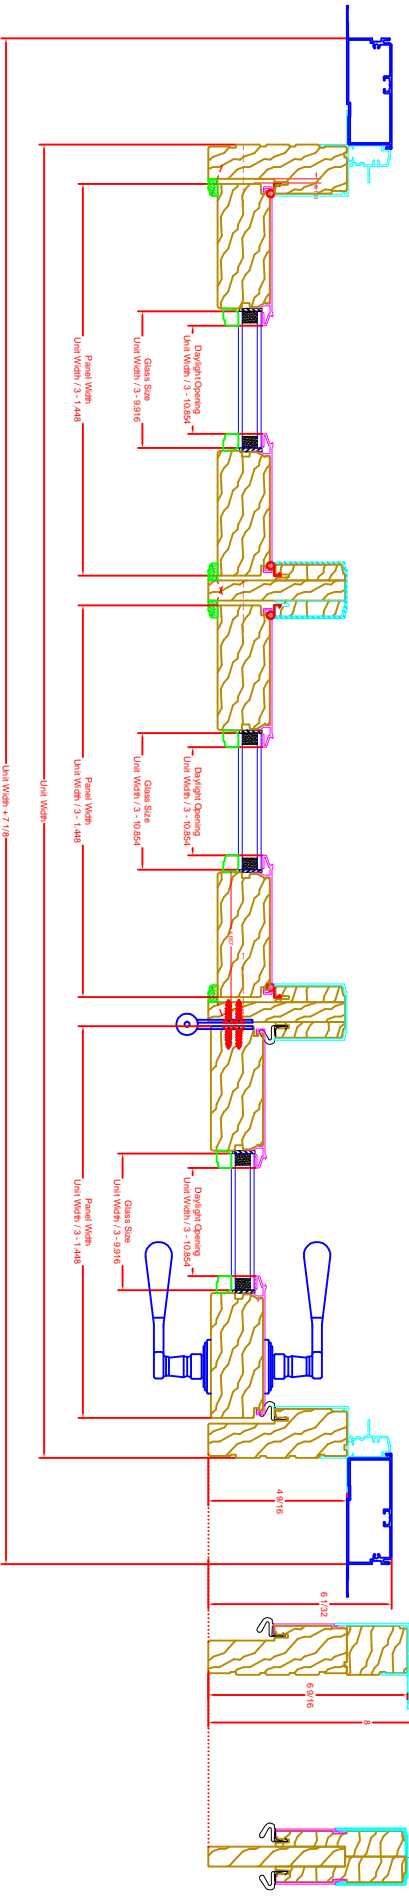 Daylight Opening
Unit Width / 3 - 10.854
Glass Size
Unit Width / 3 - 9.916
Panel Width
Unit Width / 3 - 1.448
Daylight Opening
Unit Width / 3 - 10.854
Glass Size
Unit Width / 3 - 10.854
Panel Width
Unit Width / 3 - 1.448
Daylight Opening
Unit Width / 3 - 10.854
Glass Size
Unit Width / 3 - 9.916
Panel Width
Unit Width / 3 - 1.448
Unit Width
Unit Width + 7 1/8
4 9/16
6 1/32
6 9/16
8